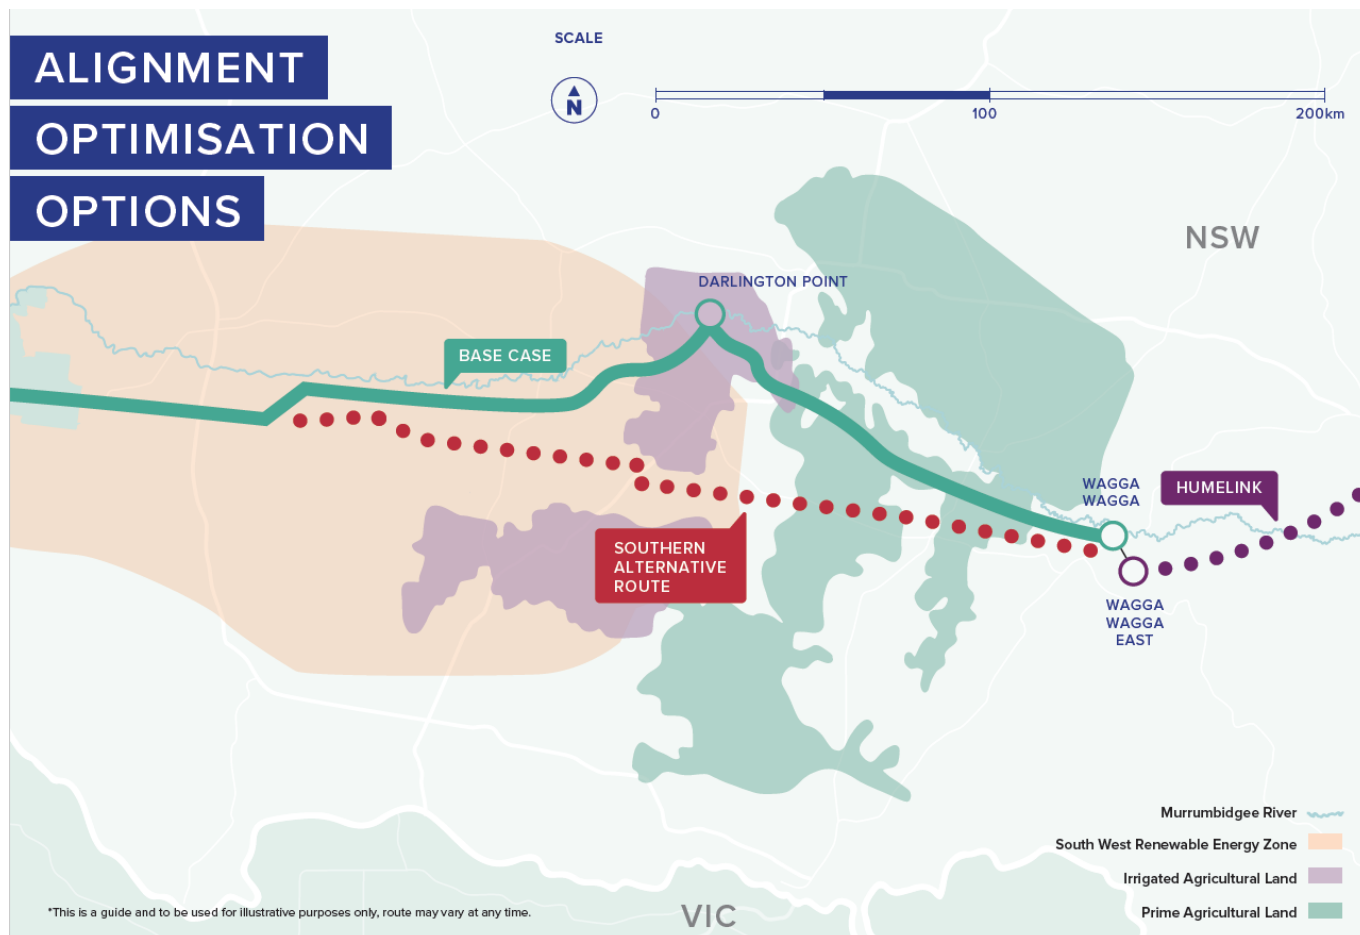 ALIGNMENT
OPTIMISATION
OPTIONS
SCALE
N
0
100
200km
NSW
DARLINGTON POINT
BASE CASE
WAGGA
WAGGA
HUMELINK
SOUTHERN
ALTERNATIVE
ROUTE
WAGGA
WAGGA
EAST
Murrumbidgee River
South West Renewable Energy Zone
Irrigated Agricultural Land
Prime Agricultural Land
*This is a guide and to be used for illustrative purposes only, route may vary at any time.
VIC